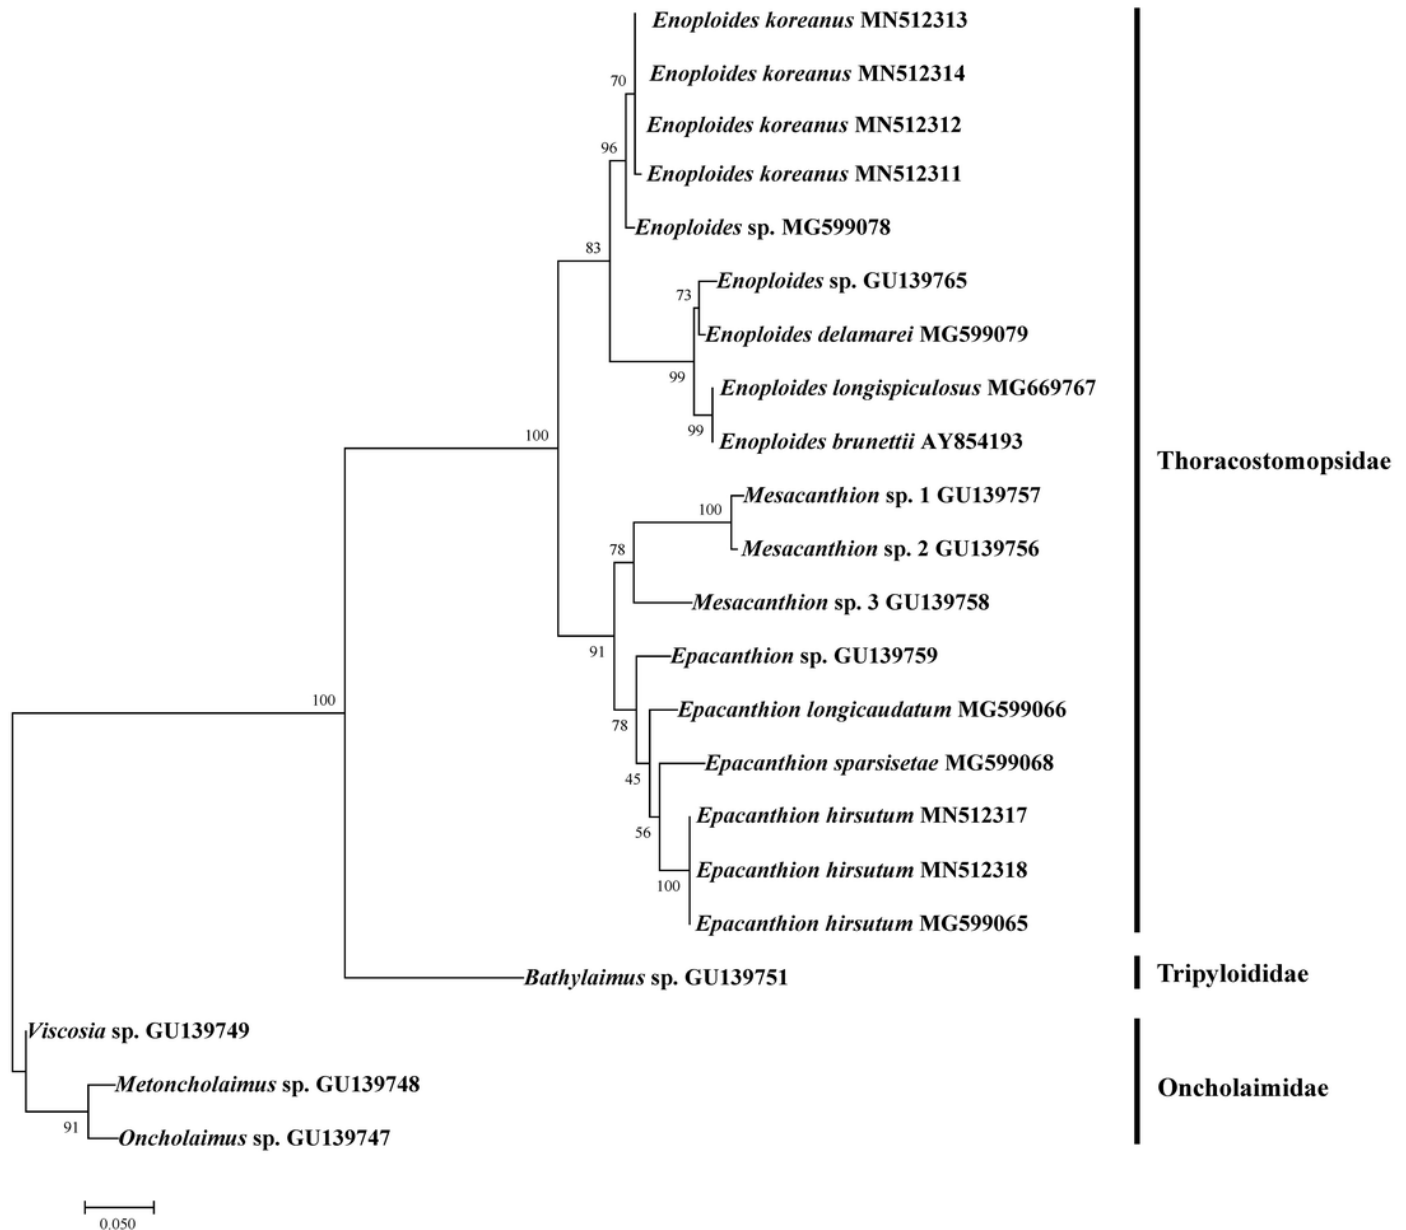 Enoploides koreanus MN512313
70
Enoploides koreanus MN512314
Enoploides koreanus MN512312
96
Enoploides koreanus MN512311
Enoploides sp. MG599078
83
Enoploides sp. GU139765
73
Enoploides delamarei MG599079
99
Enoploides longispiculosus MG669767
99
Enoploides brunettii AY854193
100
Thoracostomopsidae
Mesacanthion sp. 1 GU139757
100
Mesacanthion sp. 2 GU139756
78
Mesacanthion sp. 3 GU139758
91
Epacanthion sp. GU139759
100
78
Epacanthion longicaudatum MG599066
45
Epacanthion sparsisetae MG599068
56
Epacanthion hirsutum MN512317
Epacanthion hirsutum MN512318
100
Epacanthion hirsutum MG599065
Bathylaimus sp. GU139751
Tripyloididae
Viscosia sp. GU139749
Metoncholaimus sp. GU139748
Oncholaimidae
91
Oncholaimus sp. GU139747
0.050